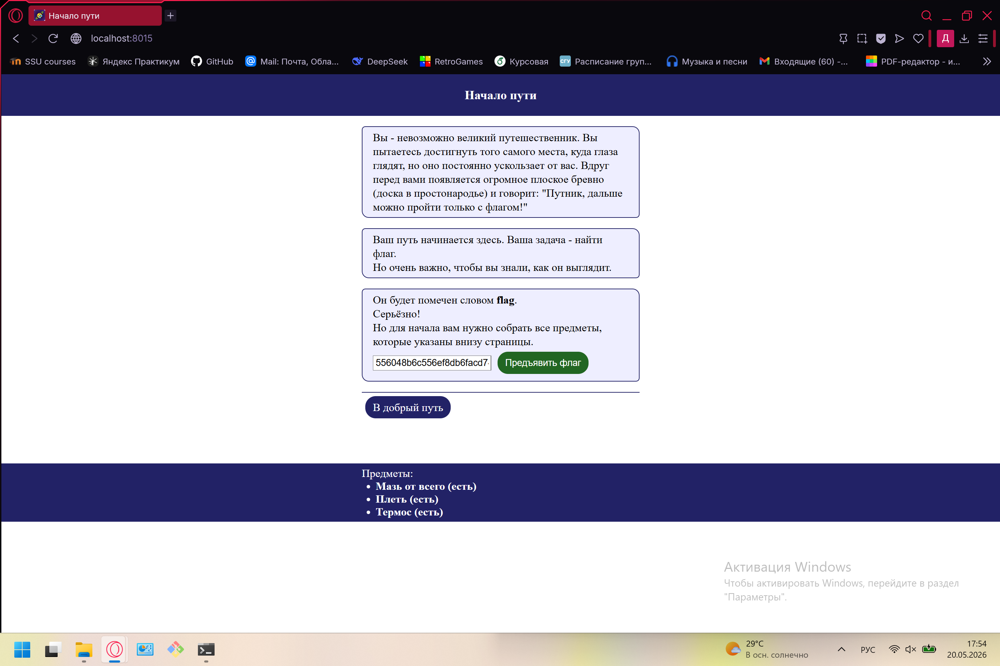 Начало пути
localhost:8015
Д
SSU courses
Яндекс Практикум
GitHub
Mail: Почта, Обла...
DeepSeek
RetroGames
Курсовая
СГУ
Расписание груп...
Музыка и песни
Входящие (60) -...
PDF-редактор - и...
Начало пути
Вы - невозможно великий путешественник. Вы
пытаетесь достигнуть того самого места, куда глаза
глядят, но оно постоянно ускользает от вас. Вдруг
перед вами появляется огромное плоское бревно
(доска в простонародье) и говорит: "Путник, дальше
можно пройти только с флагом!"
Ваш путь начинается здесь. Ваша задача - найти
флаг.
Но очень важно, чтобы вы знали, как он выглядит.
Он будет помечен словом flag.
Серьёзно!
Но для начала вам нужно собрать все предметы,
которые указаны внизу страницы.
556048b6c556ef8db6facd7
Предъявить флаг
В добрый путь
Предметы:
Мазь от всего (есть)
Плеть (есть)
Термос (есть)
Активация Windows
Чтобы активировать Windows, перейдите в раздел
"Параметры".
29°C
В осн. солнечно
РУС
17:54
20.05.2026